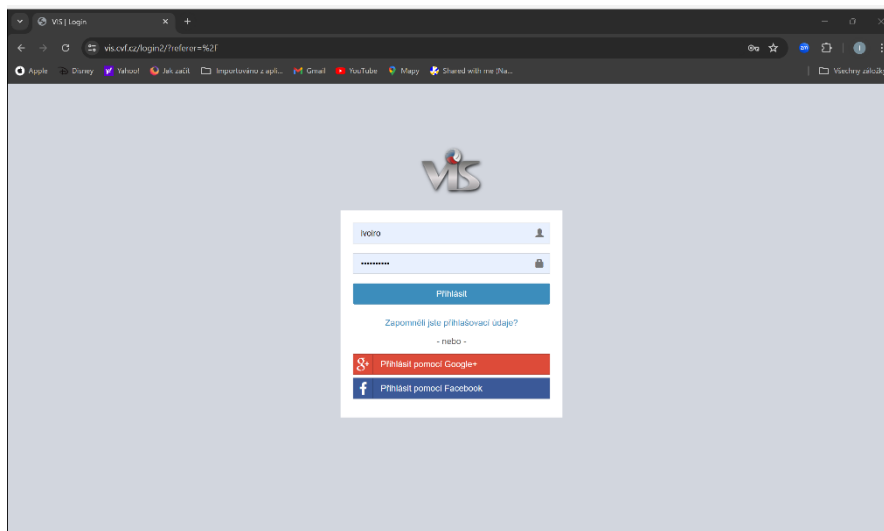 VIS | Login
vis.cvf.cz/login2/?referer=%2F
Apple Disney Yahoo! Jak začít Importováno z apli... Gmail YouTube Mapy Shared with me (Na... Všechny záložky
VIS
ivoiro
••••••••••
Přihlásit
Zapomněli jste přihlašovací údaje?
- nebo -
Přihlásit pomocí Google+
Přihlásit pomocí Facebook